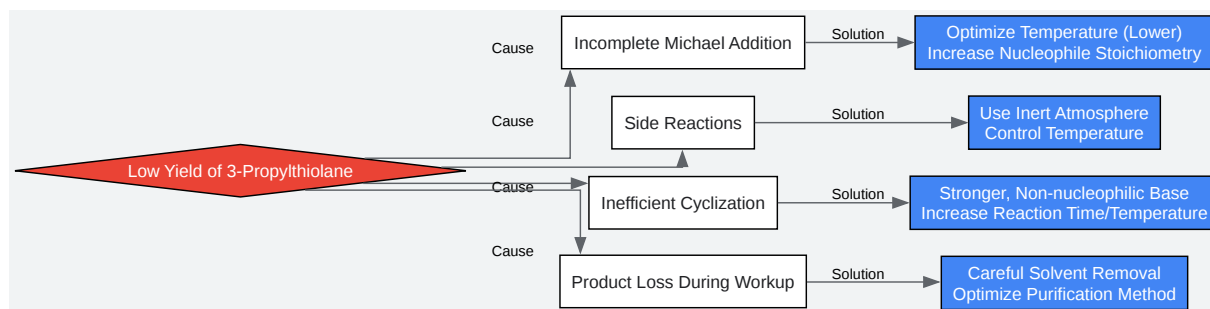 Cause
Incomplete Michael Addition
Solution
Optimize Temperature (Lower)
Increase Nucleophile Stoichiometry
Cause
Side Reactions
Solution
Use Inert Atmosphere
Control Temperature
Low Yield of 3-Propylthiolane
Cause
Inefficient Cyclization
Solution
Stronger, Non-nucleophilic Base
Increase Reaction Time/Temperature
Cause
Product Loss During Workup
Solution
Careful Solvent Removal
Optimize Purification Method